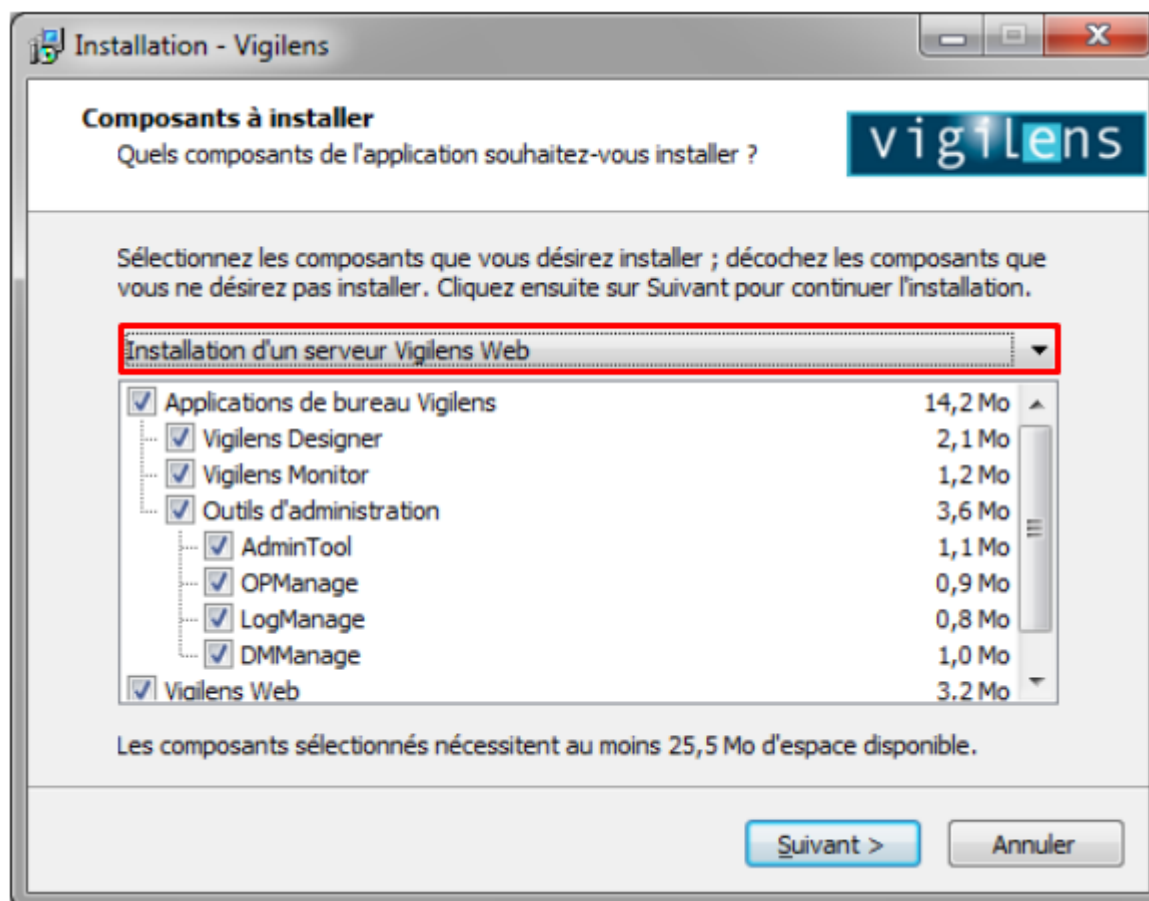 Installation - Vigilens
Composants à installer
Quels composants de l'application souhaitez-vous installer ?
vigilens
Sélectionnez les composants que vous désirez installer ; décochez les composants que
vous ne désirez pas installer. Cliquez ensuite sur Suivant pour continuer l'installation.
Installation d'un serveur Vigilens Web
Applications de bureau Vigilens 14,2 Mo
Vigilens Designer 2,1 Mo
Vigilens Monitor 1,2 Mo
Outils d'administration 3,6 Mo
AdminTool 1,1 Mo
OPManage 0,9 Mo
LogManage 0,8 Mo
DMManage 1,0 Mo
Vigilens Web 3,2 Mo
Les composants sélectionnés nécessitent au moins 25,5 Mo d'espace disponible.
Suivant > Annuler